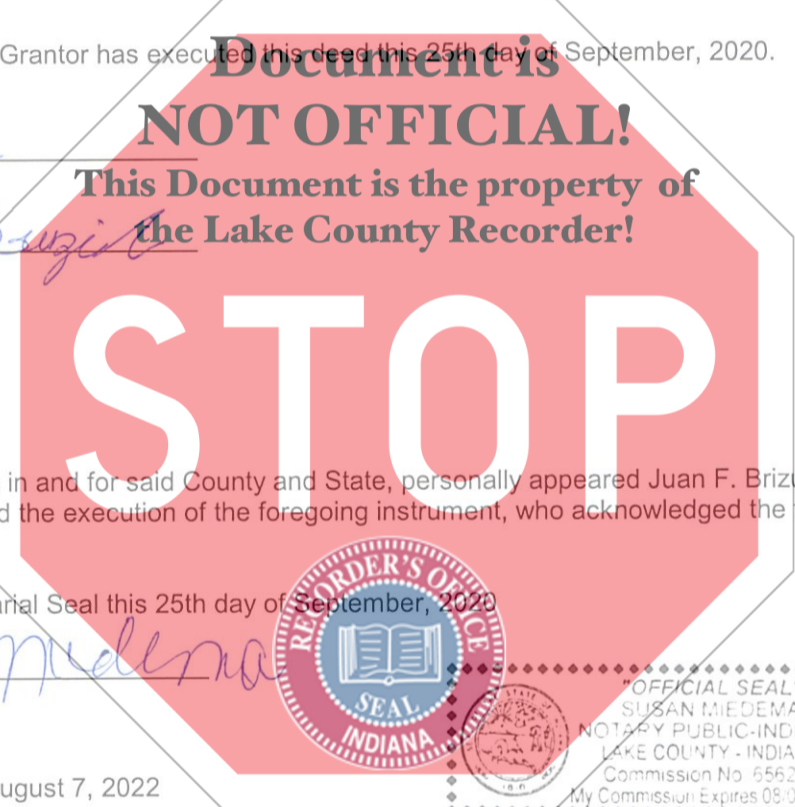 Grantor has executed this deed this 25th day of September, 2020.
Document is
NOT OFFICIAL!
This Document is the property of
the Lake County Recorder!
STOP
in and for said County and State, personally appeared Juan F. Brizu
d the execution of the foregoing instrument, who acknowledged the
arial Seal this 25th day of September, 2020
RECORDER'S OFFICE
SEAL
INDIANA
"OFFICIAL SEAL"
SUSAN MIEDEMA
NOTARY PUBLIC-IND
LAKE COUNTY - INDIA
Commission No. 6562
My Commission Expires 08/0
ugust 7, 2022